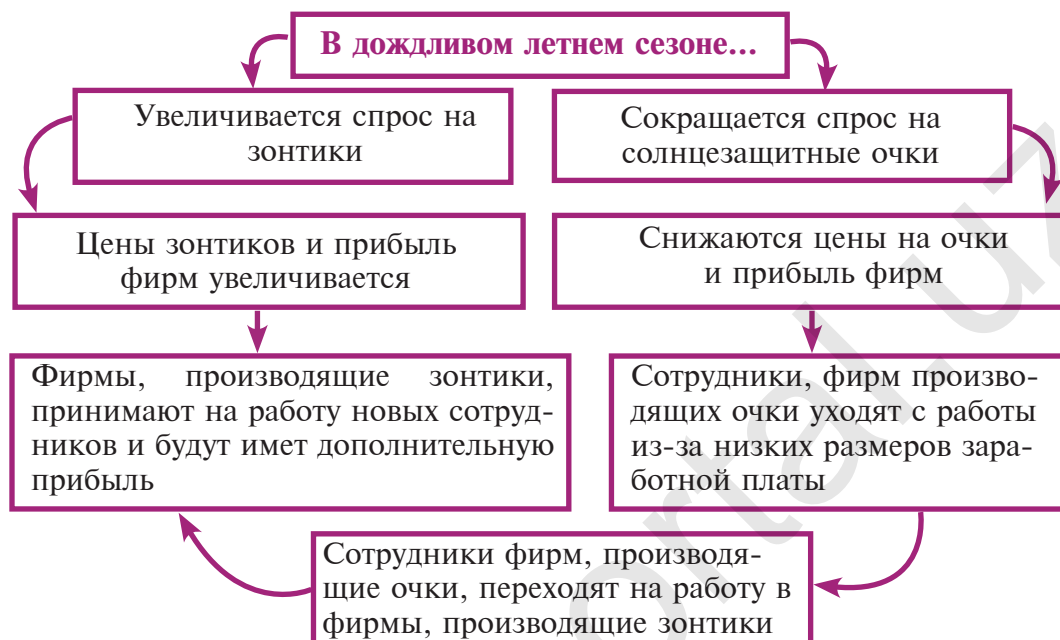 В дождливом летнем сезоне...
Увеличивается спрос на
зонтики
Сокращается спрос на
солнцезащитные очки
Цены зонтиков и прибыль
фирм увеличивается
Снижаются цены на очки
и прибыль фирм
Фирмы, производящие зонтики,
принимают на работу новых сотруд-
ников и будут имет дополнительную
прибыль
Сотрудники, фирм произво-
дящих очки уходят с работы
из-за низких размеров зара-
ботной платы
Сотрудники фирм, производя-
щие очки, переходят на работу в
фирмы, производящие зонтики
ortal.uz